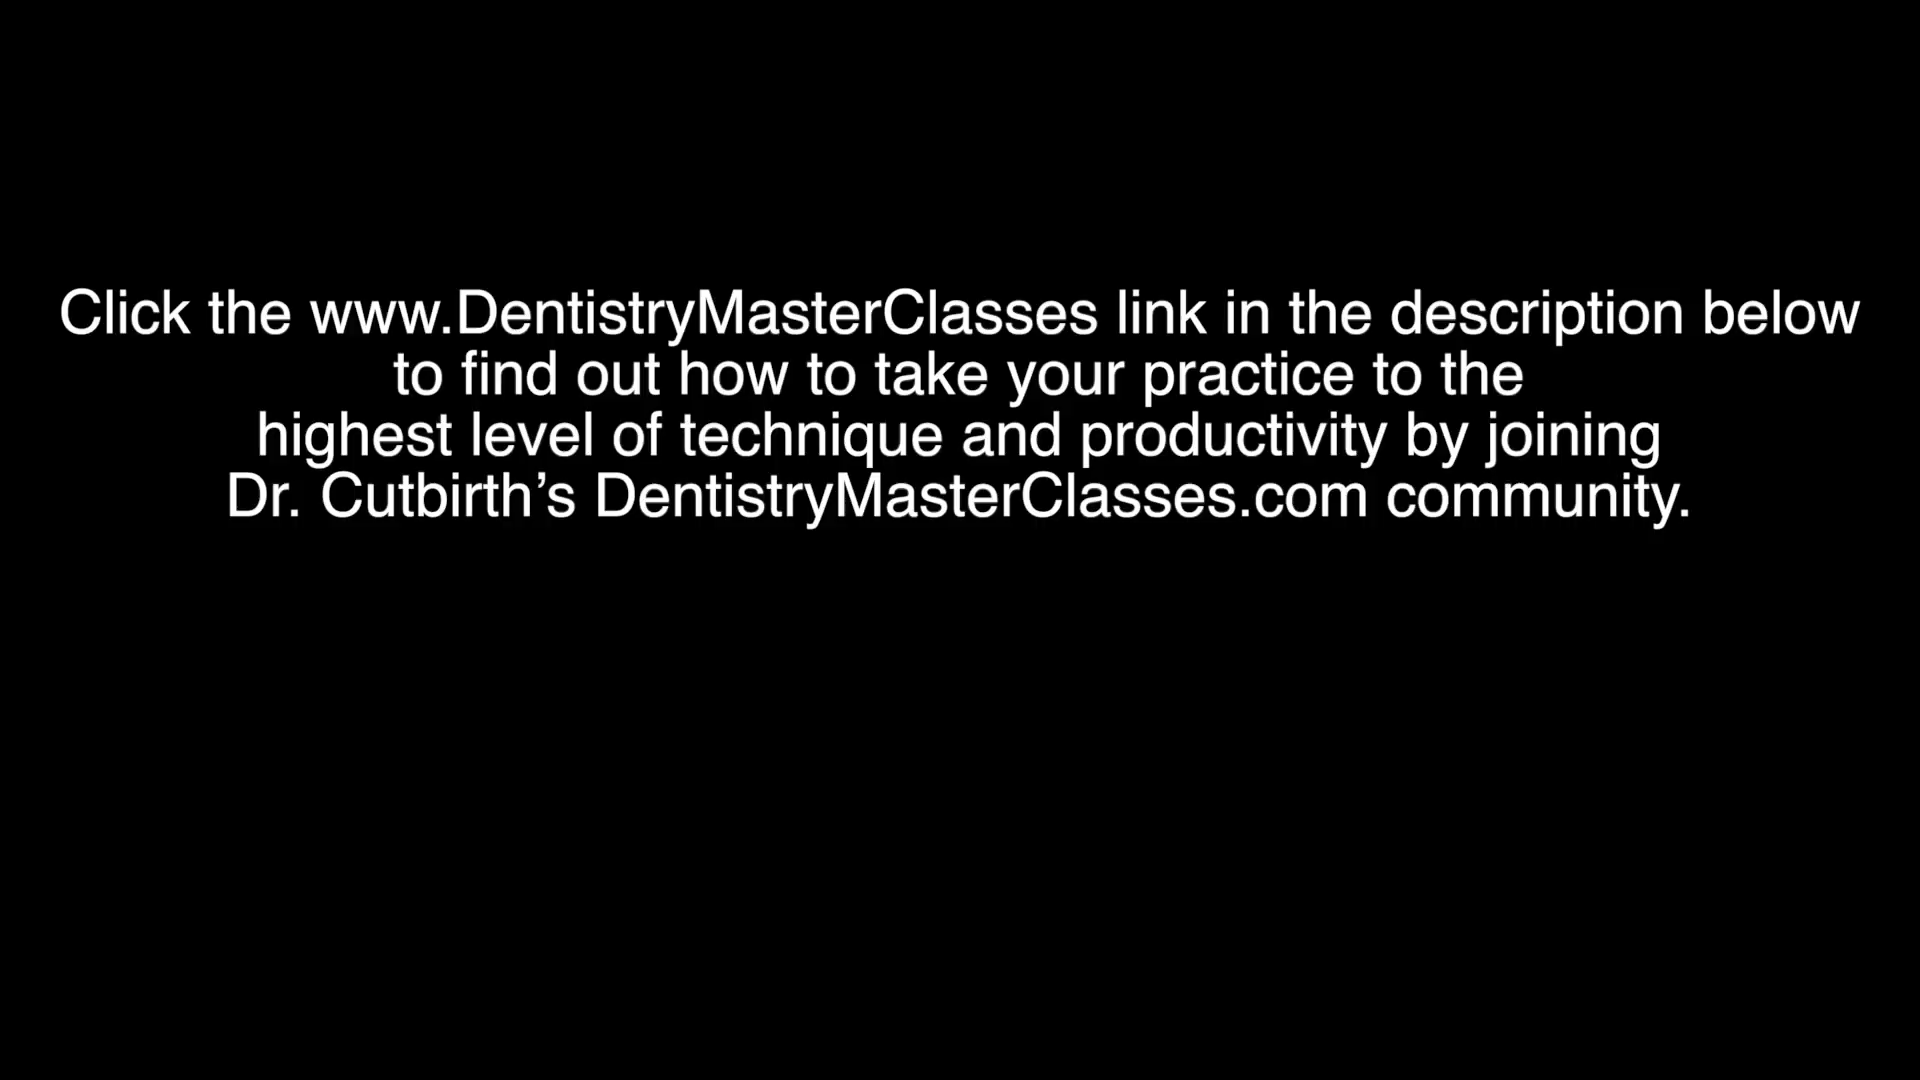 Click the www.DentistryMasterClasses link in the description below
to find out how to take your practice to the
highest level of technique and productivity by joining
Dr. Cutbirth’s DentistryMasterClasses.com community.